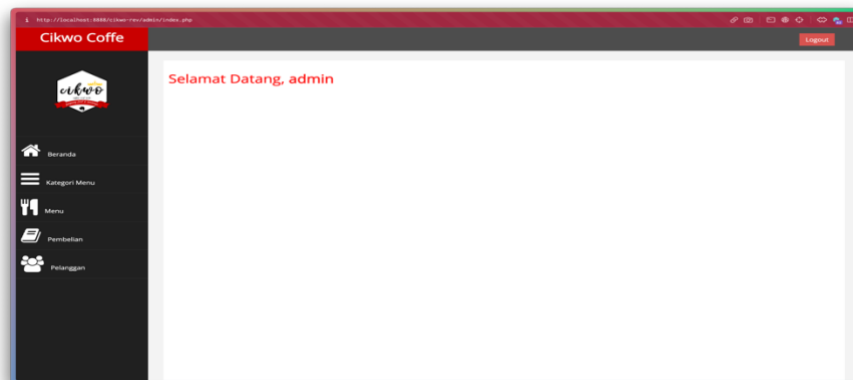 http://localhost:8888/cikwo-rev/admin/index.php
Cikwo Coffe
Logout
cikwo
Selamat Datang, admin
Beranda
Kategori Menu
Menu
Pembelian
Pelanggan